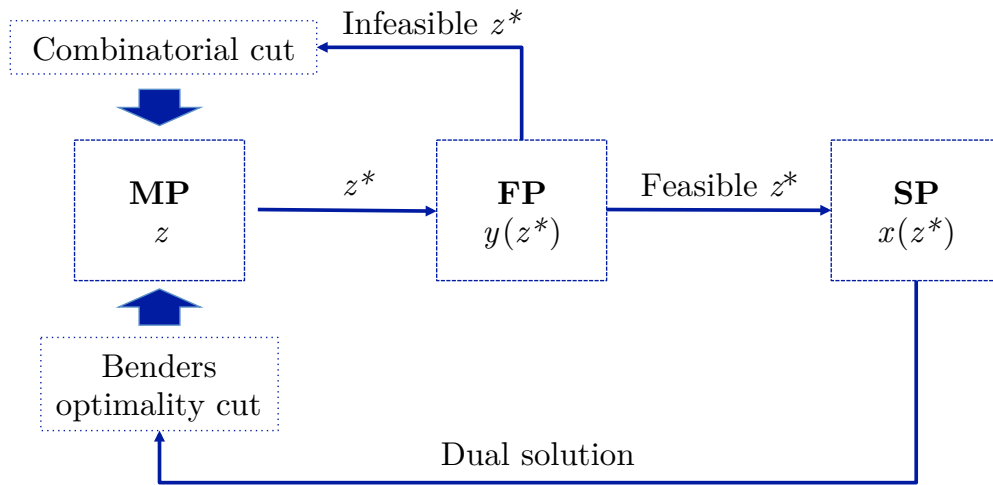 Infeasible z*
Combinatorial cut
MP
z
z*
FP
y(z*)
Feasible z*
SP
x(z*)
Benders
optimality cut
Dual solution